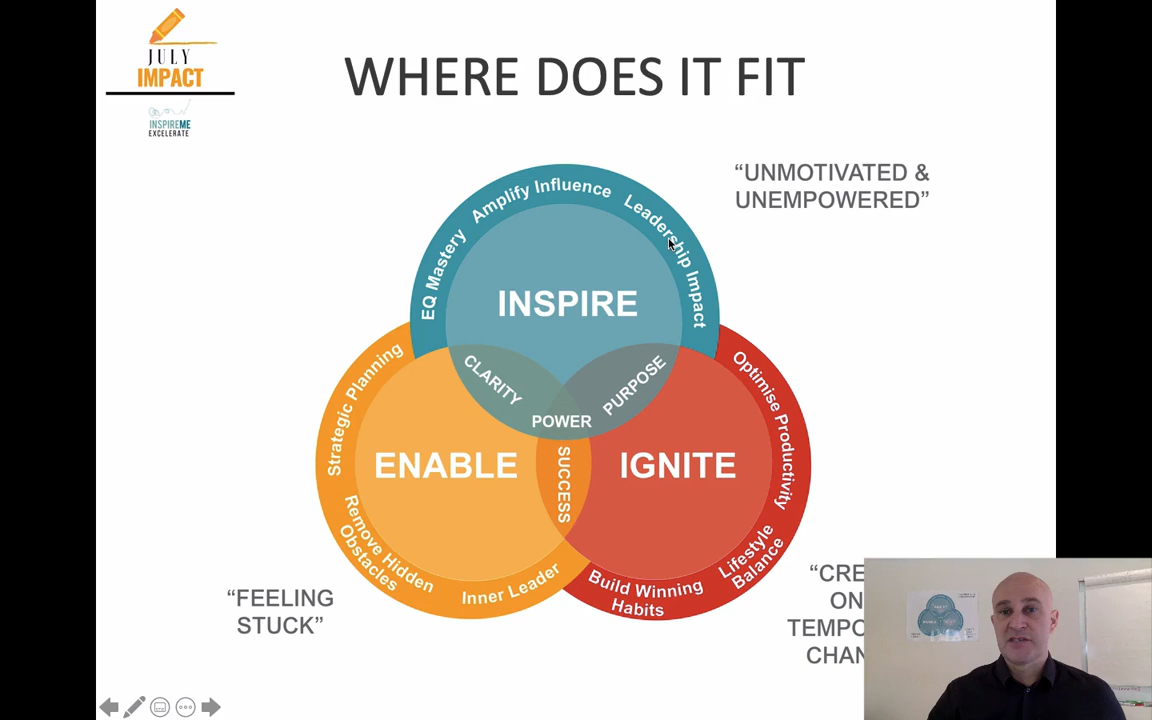 JULY
IMPACT
INSPIREME
EXCELERATE
WHERE DOES IT FIT
“UNMOTIVATED &
UNEMPOWERED”
EQ Mastery
Amplify Influence
Leadership Impact
INSPIRE
CLARITY
PURPOSE
POWER
SUCCESS
Strategic Planning
Remove Hidden
Obstacles
Inner Leader
ENABLE
IGNITE
Optimise Productivity
Lifestyle
Balance
Build Winning
Habits
“FEELING
STUCK”
“CRE
ON
TEMPO
CHAN